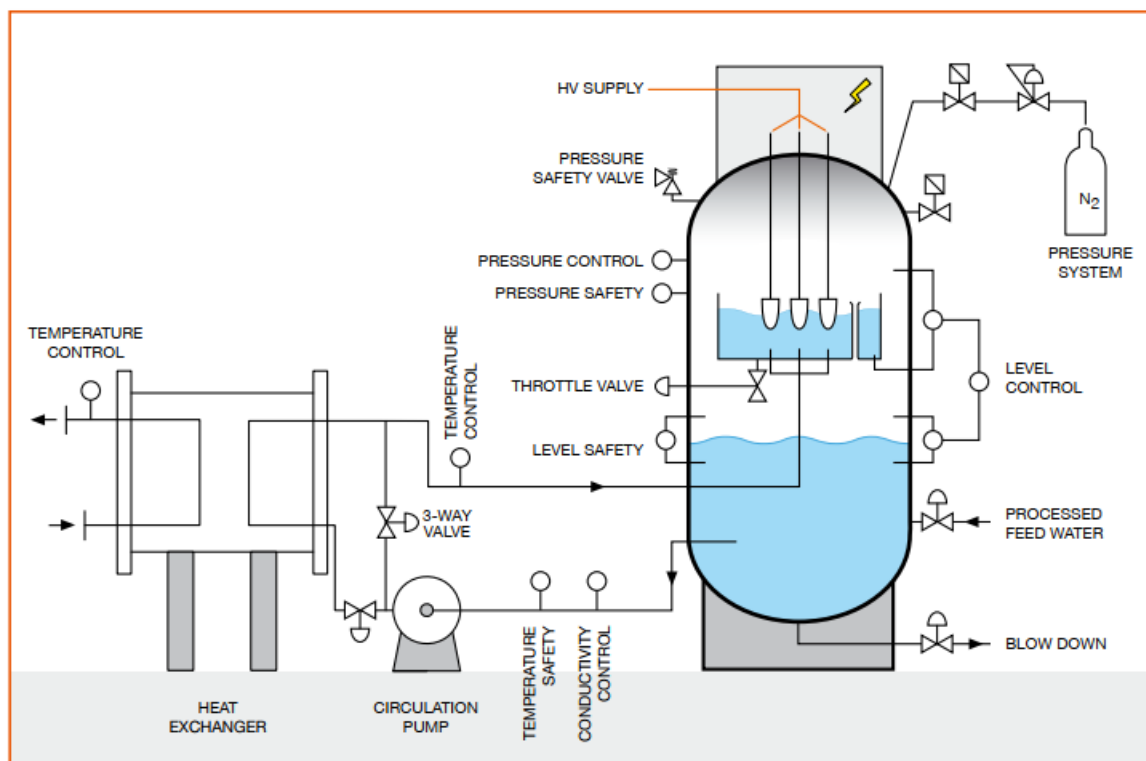 HV SUPPLY
PRESSURE
SAFETY VALVE
N2
PRESSURE
SYSTEM
PRESSURE CONTROL
PRESSURE SAFETY
TEMPERATURE
CONTROL
TEMPERATURE
CONTROL
THROTTLE VALVE
LEVEL
CONTROL
LEVEL SAFETY
3-WAY
VALVE
PROCESSED
FEED WATER
TEMPERATURE
SAFETY
CONDUCTIVITY
CONTROL
BLOW DOWN
HEAT
EXCHANGER
CIRCULATION
PUMP